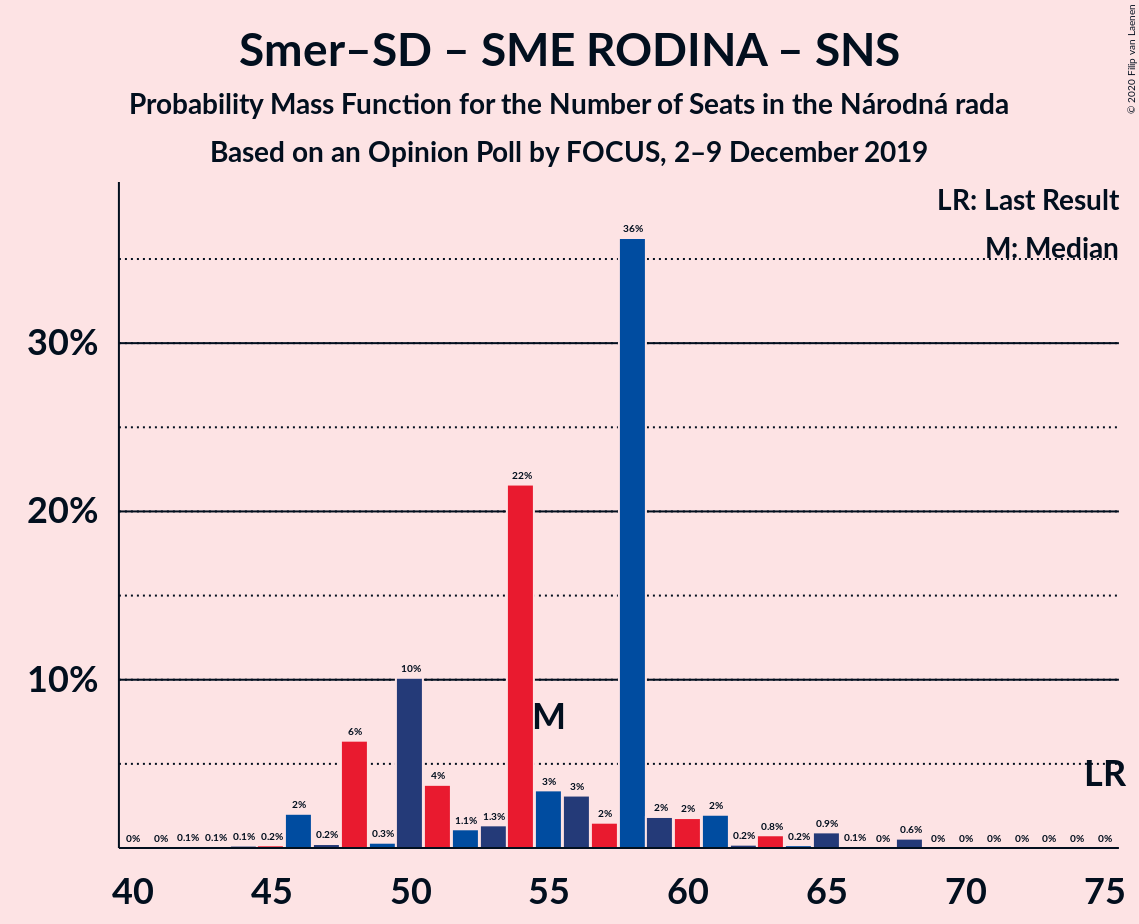 Smer–SD – SME RODINA – SNS
Probability Mass Function for the Number of Seats in the Národná rada
Based on an Opinion Poll by FOCUS, 2–9 December 2019
© 2020 Filip van Laenen
LR: Last Result
M: Median
30%
20%
10%
0% 0% 0.1% 0.1% 0.1% 0.2% 2% 0.2% 6% 0.3% 10% 4% 1.1% 1.3% 22% 3% 3% 2% 36% 2% 2% 2% 0.2% 0.8% 0.2% 0.9% 0.1% 0% 0.6% 0% 0% 0% 0% 0% 0% 0%
M
LR
40 45 50 55 60 65 70 75